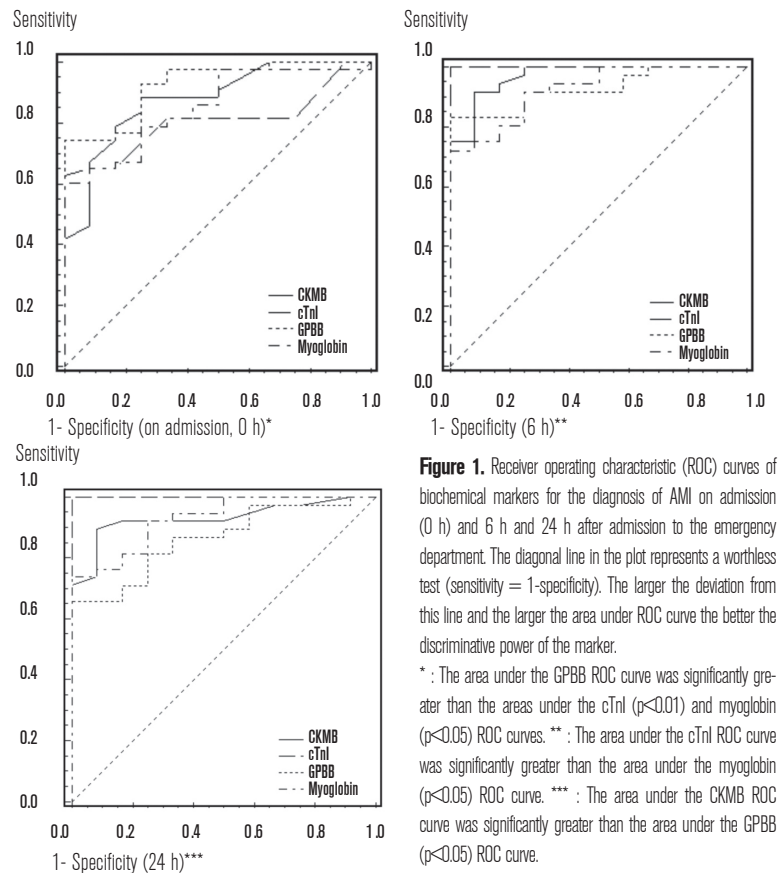 Sensitivity
1.0
0.8
0.6
0.4
0.2
0.0
CKMB
cTnI
GPBB
Myoglobin
0.0 0.2 0.4 0.6 0.8 1.0
1- Specificity (on admission, 0 h)*
Sensitivity
1.0
0.8
0.6
0.4
0.2
0.0
CKMB
cTnI
GPBB
Myoglobin
0.0 0.2 0.4 0.6 0.8 1.0
1- Specificity (6 h)**
Sensitivity
1.0
0.8
0.6
0.4
0.2
0.0
CKMB
cTnI
GPBB
Myoglobin
0.0 0.2 0.4 0.6 0.8 1.0
1- Specificity (24 h)***
Figure 1. Receiver operating characteristic (ROC) curves of
biochemical markers for the diagnosis of AMI on admission
(0 h) and 6 h and 24 h after admission to the emergency
department. The diagonal line in the plot represents a worthless
test (sensitivity = 1-specificity). The larger the deviation from
this line and the larger the area under ROC curve the better the
discriminative power of the marker.
* : The area under the GPBB ROC curve was significantly gre-
ater than the areas under the cTnI (p<0.01) and myoglobin
(p<0.05) ROC curves. ** : The area under the cTnI ROC curve
was significantly greater than the area under the myoglobin
(p<0.05) ROC curve. *** : The area under the CKMB ROC
curve was significantly greater than the area under the GPBB
(p<0.05) ROC curve.